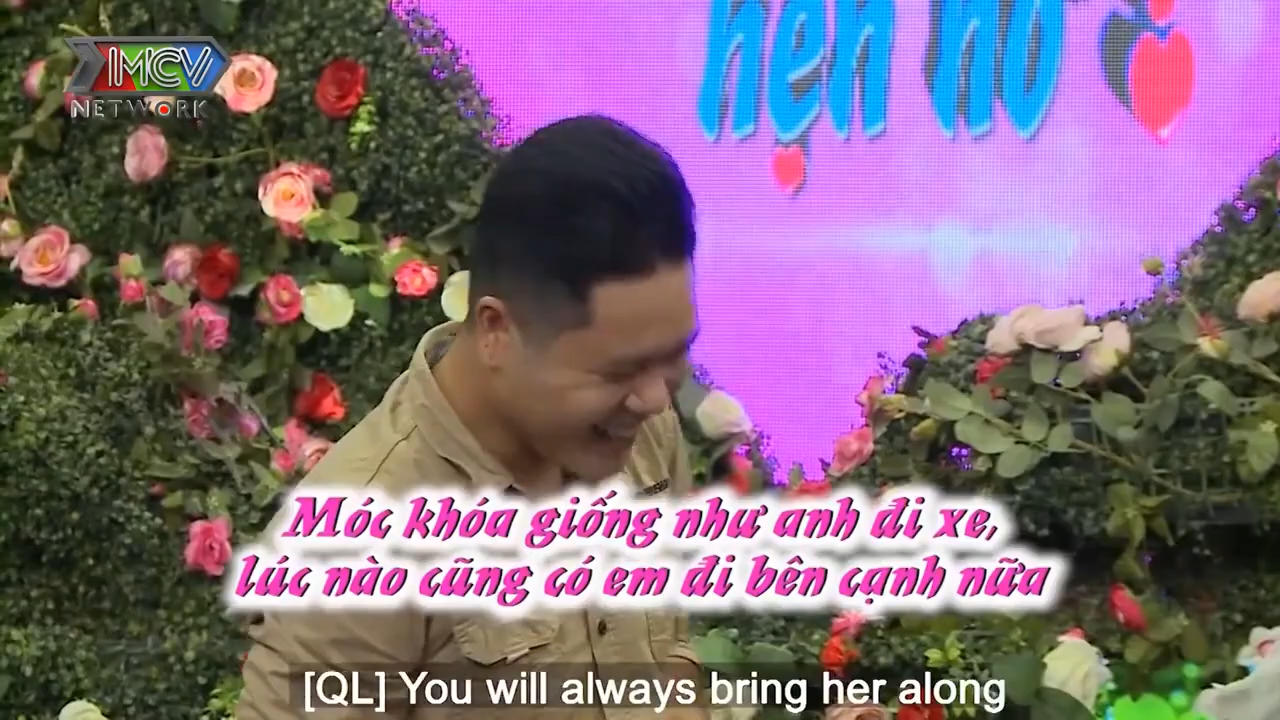 MCV
NETWORK
hẹn hò
Móc khóa giống như anh đi xe,
lúc nào cũng có em đi bên cạnh nữa
[QL] You will always bring her along